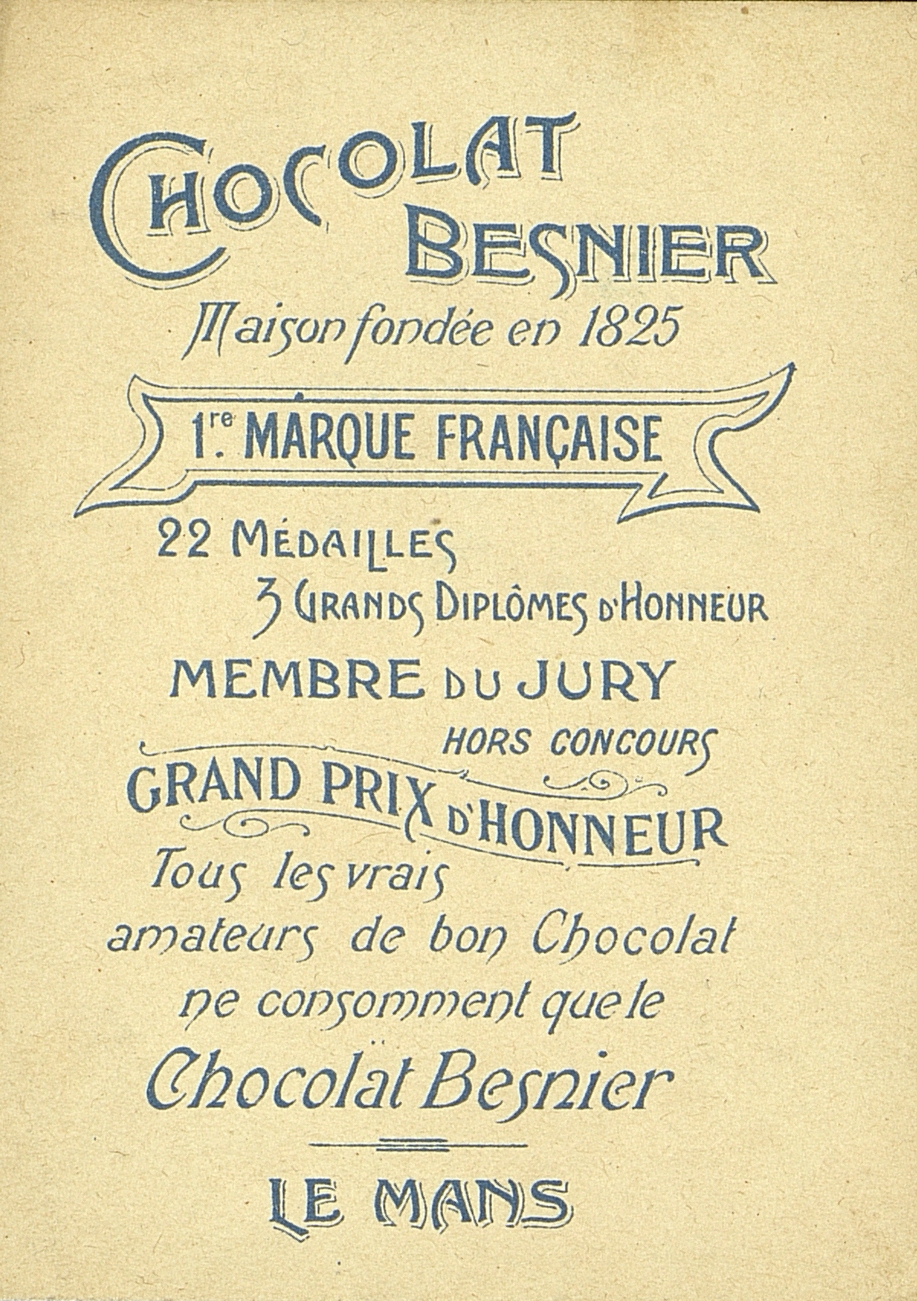 CHOCOLAT
BESNIER
Maison fondée en 1825
1re. MARQUE FRANÇAISE
22 MÉDAILLES
3 GRANDS DIPLÔMES D'HONNEUR
MEMBRE DU JURY
HORS CONCOURS
GRAND PRIX D'HONNEUR
Tous les vrais
amateurs de bon Chocolat
ne consomment que le
Chocolat Besnier
LE MANS